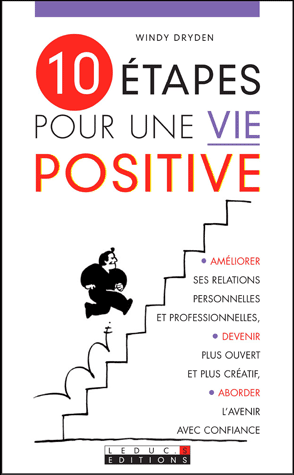 WINDY DRYDEN
10 ÉTAPES
POUR UNE VIE
POSITIVE
• AMÉLIORER
SES RELATIONS
PERSONNELLES
ET PROFESSIONNELLES,
• DEVENIR
PLUS OUVERT
ET PLUS CRÉATIF,
• ABORDER
L'AVENIR
AVEC CONFIANCE
LEDUC.S
EDITIONS